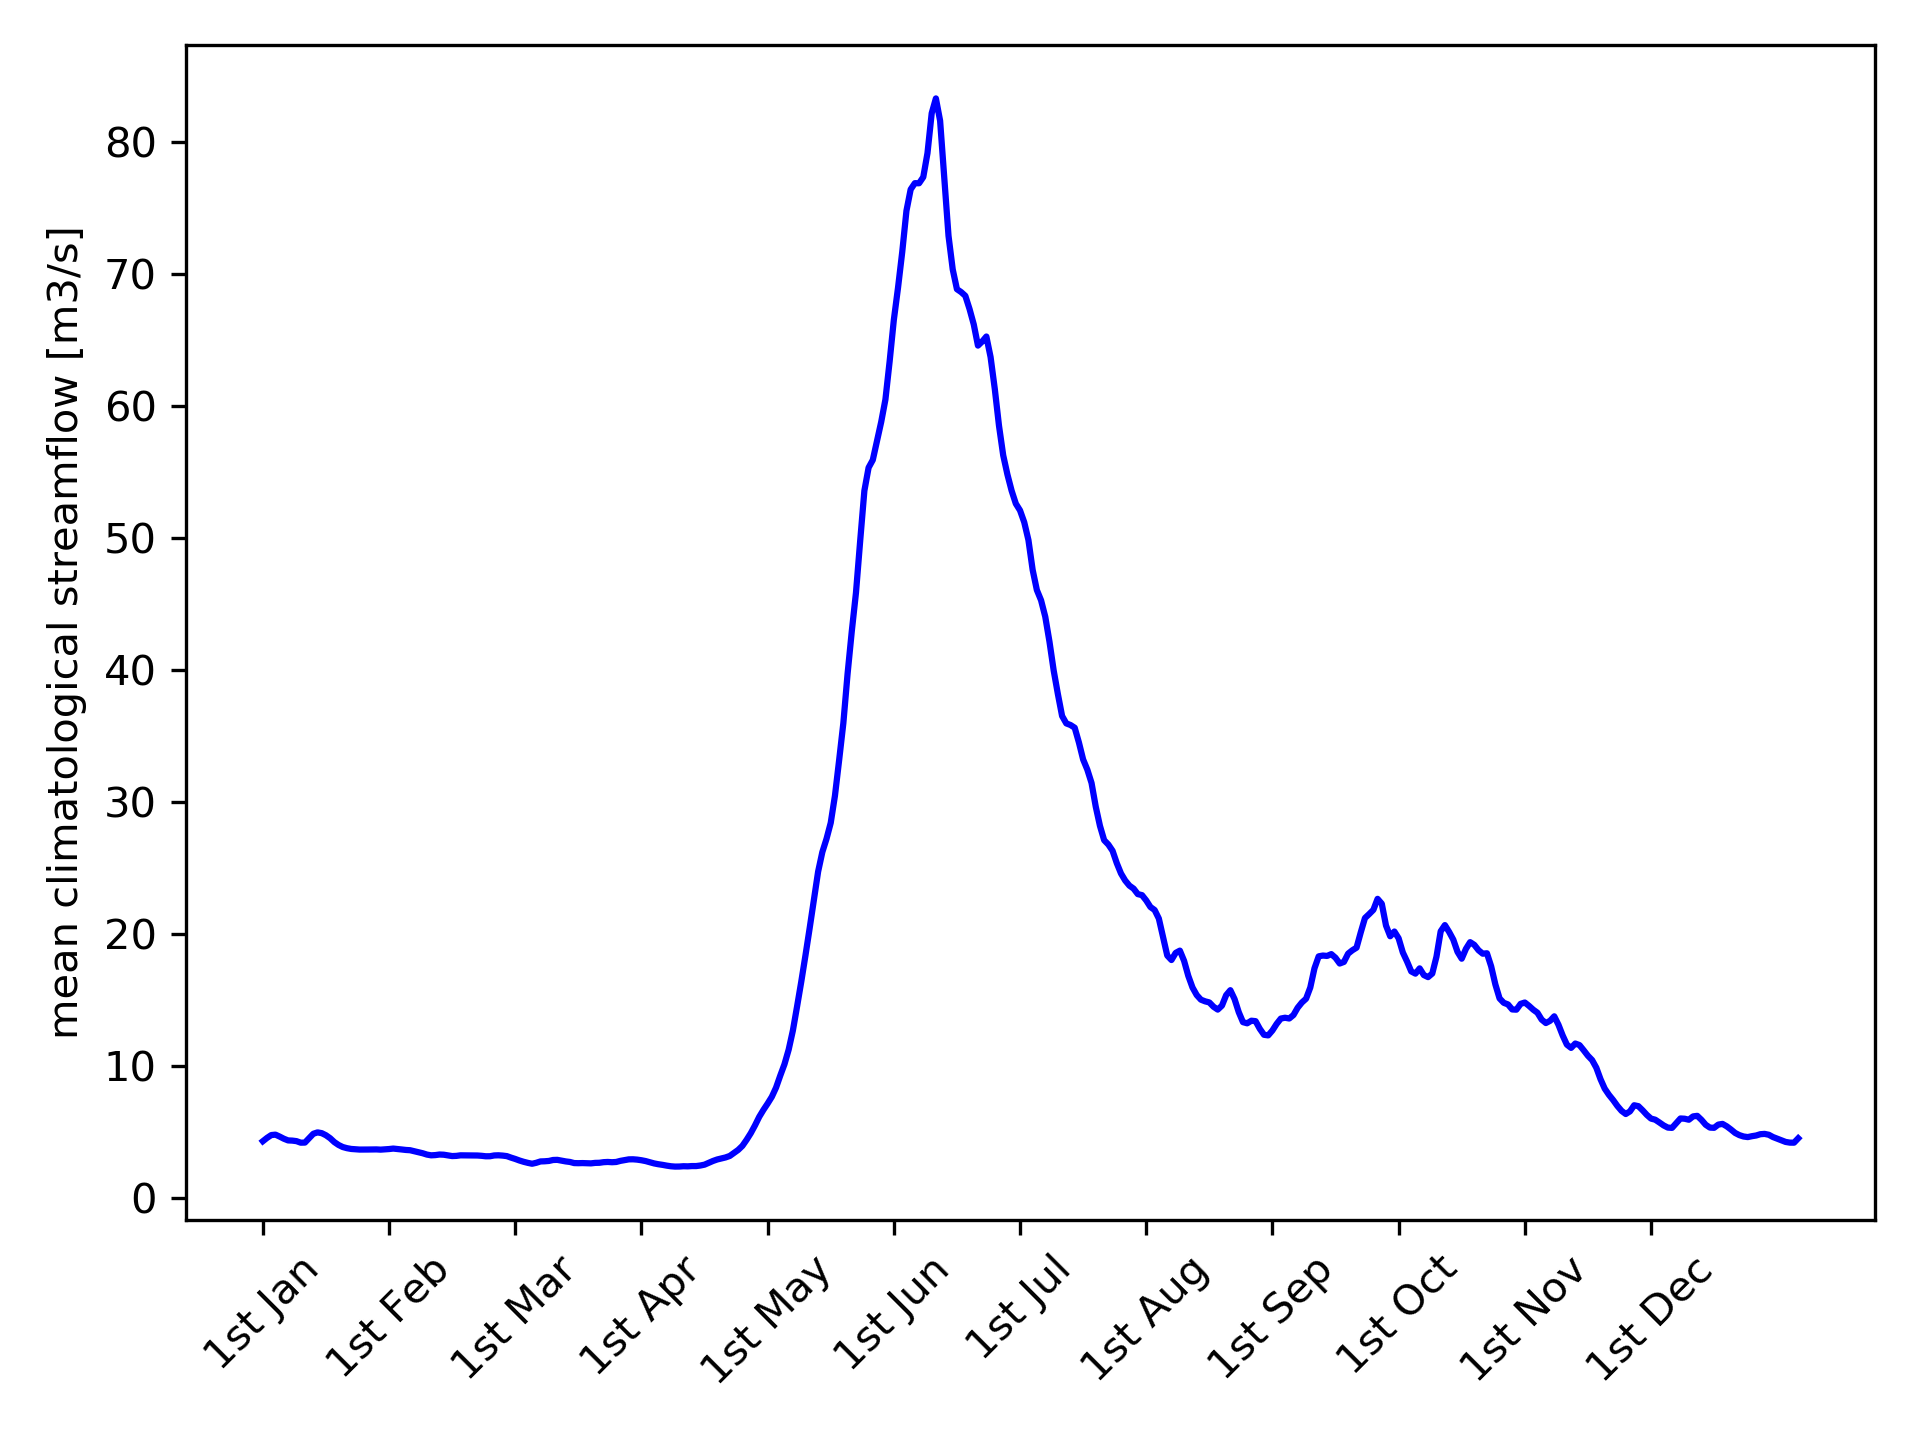 mean climatological streamflow [m3/s]
80
70
60
50
40
30
20
10
0
1st Jan
1st Feb
1st Mar
1st Apr
1st May
1st Jun
1st Jul
1st Aug
1st Sep
1st Oct
1st Nov
1st Dec